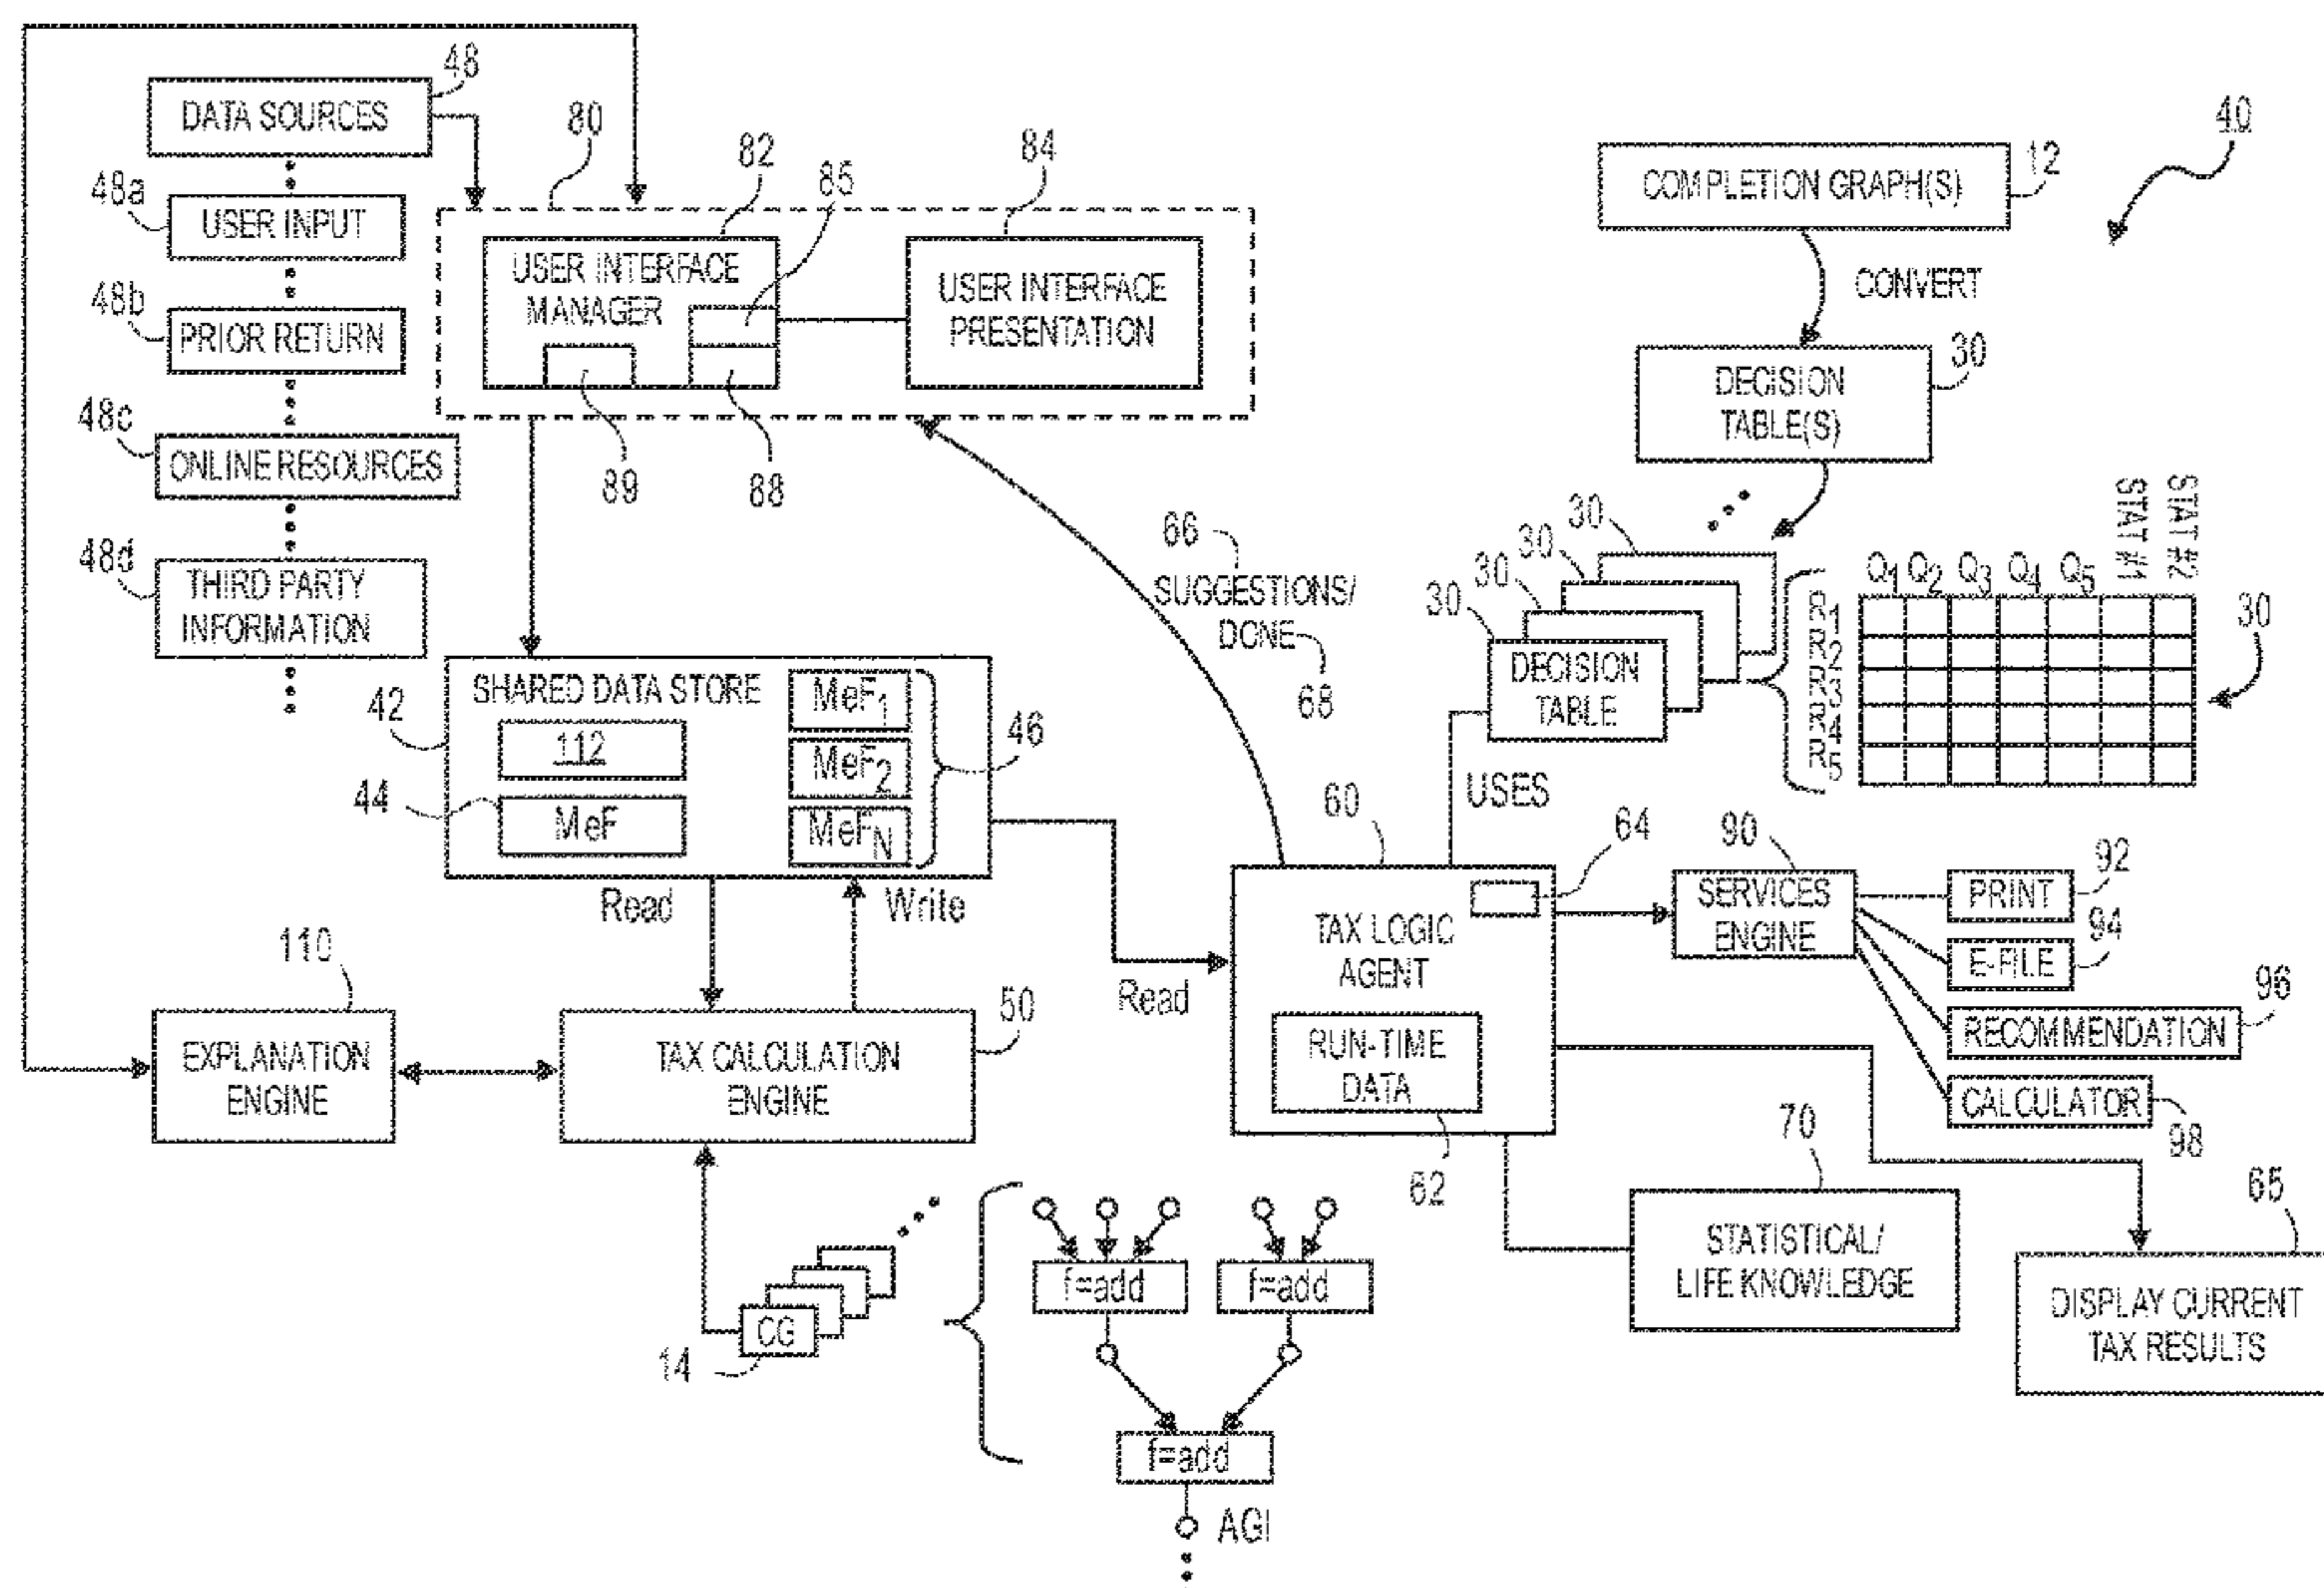 48
DATA SOURCES
48a
USER INPUT
48b
PRIOR RETURN
48c
ONLINE RESOURCES
48d
THIRD PARTY
INFORMATION
80
82
85
84
USER INTERFACE
MANAGER
USER INTERFACE
PRESENTATION
89
88
40
12
COMPLETION GRAPH(S)
CONVERT
30
DECISION
TABLE(S)
30
30
30
30
DECISION
TABLE
Q1 Q2 Q3 Q4 Q5 STAT #1 STAT #2
R1
R2
R3
R4
R5
30
66
SUGGESTIONS/
DONE
68
42
SHARED DATA STORE
112
44
MeF
MeF1
MeF2
MeFN
46
Read
Write
Read
USES
60
64
TAX LOGIC
AGENT
RUN-TIME
DATA
62
90
SERVICES
ENGINE
92
PRINT
94
E-FILE
96
RECOMMENDATION
CALCULATOR
98
110
EXPLANATION
ENGINE
50
TAX CALCULATION
ENGINE
70
STATISTICAL/
LIFE KNOWLEDGE
65
DISPLAY CURRENT
TAX RESULTS
CG
14
f=add
f=add
f=add
AGI